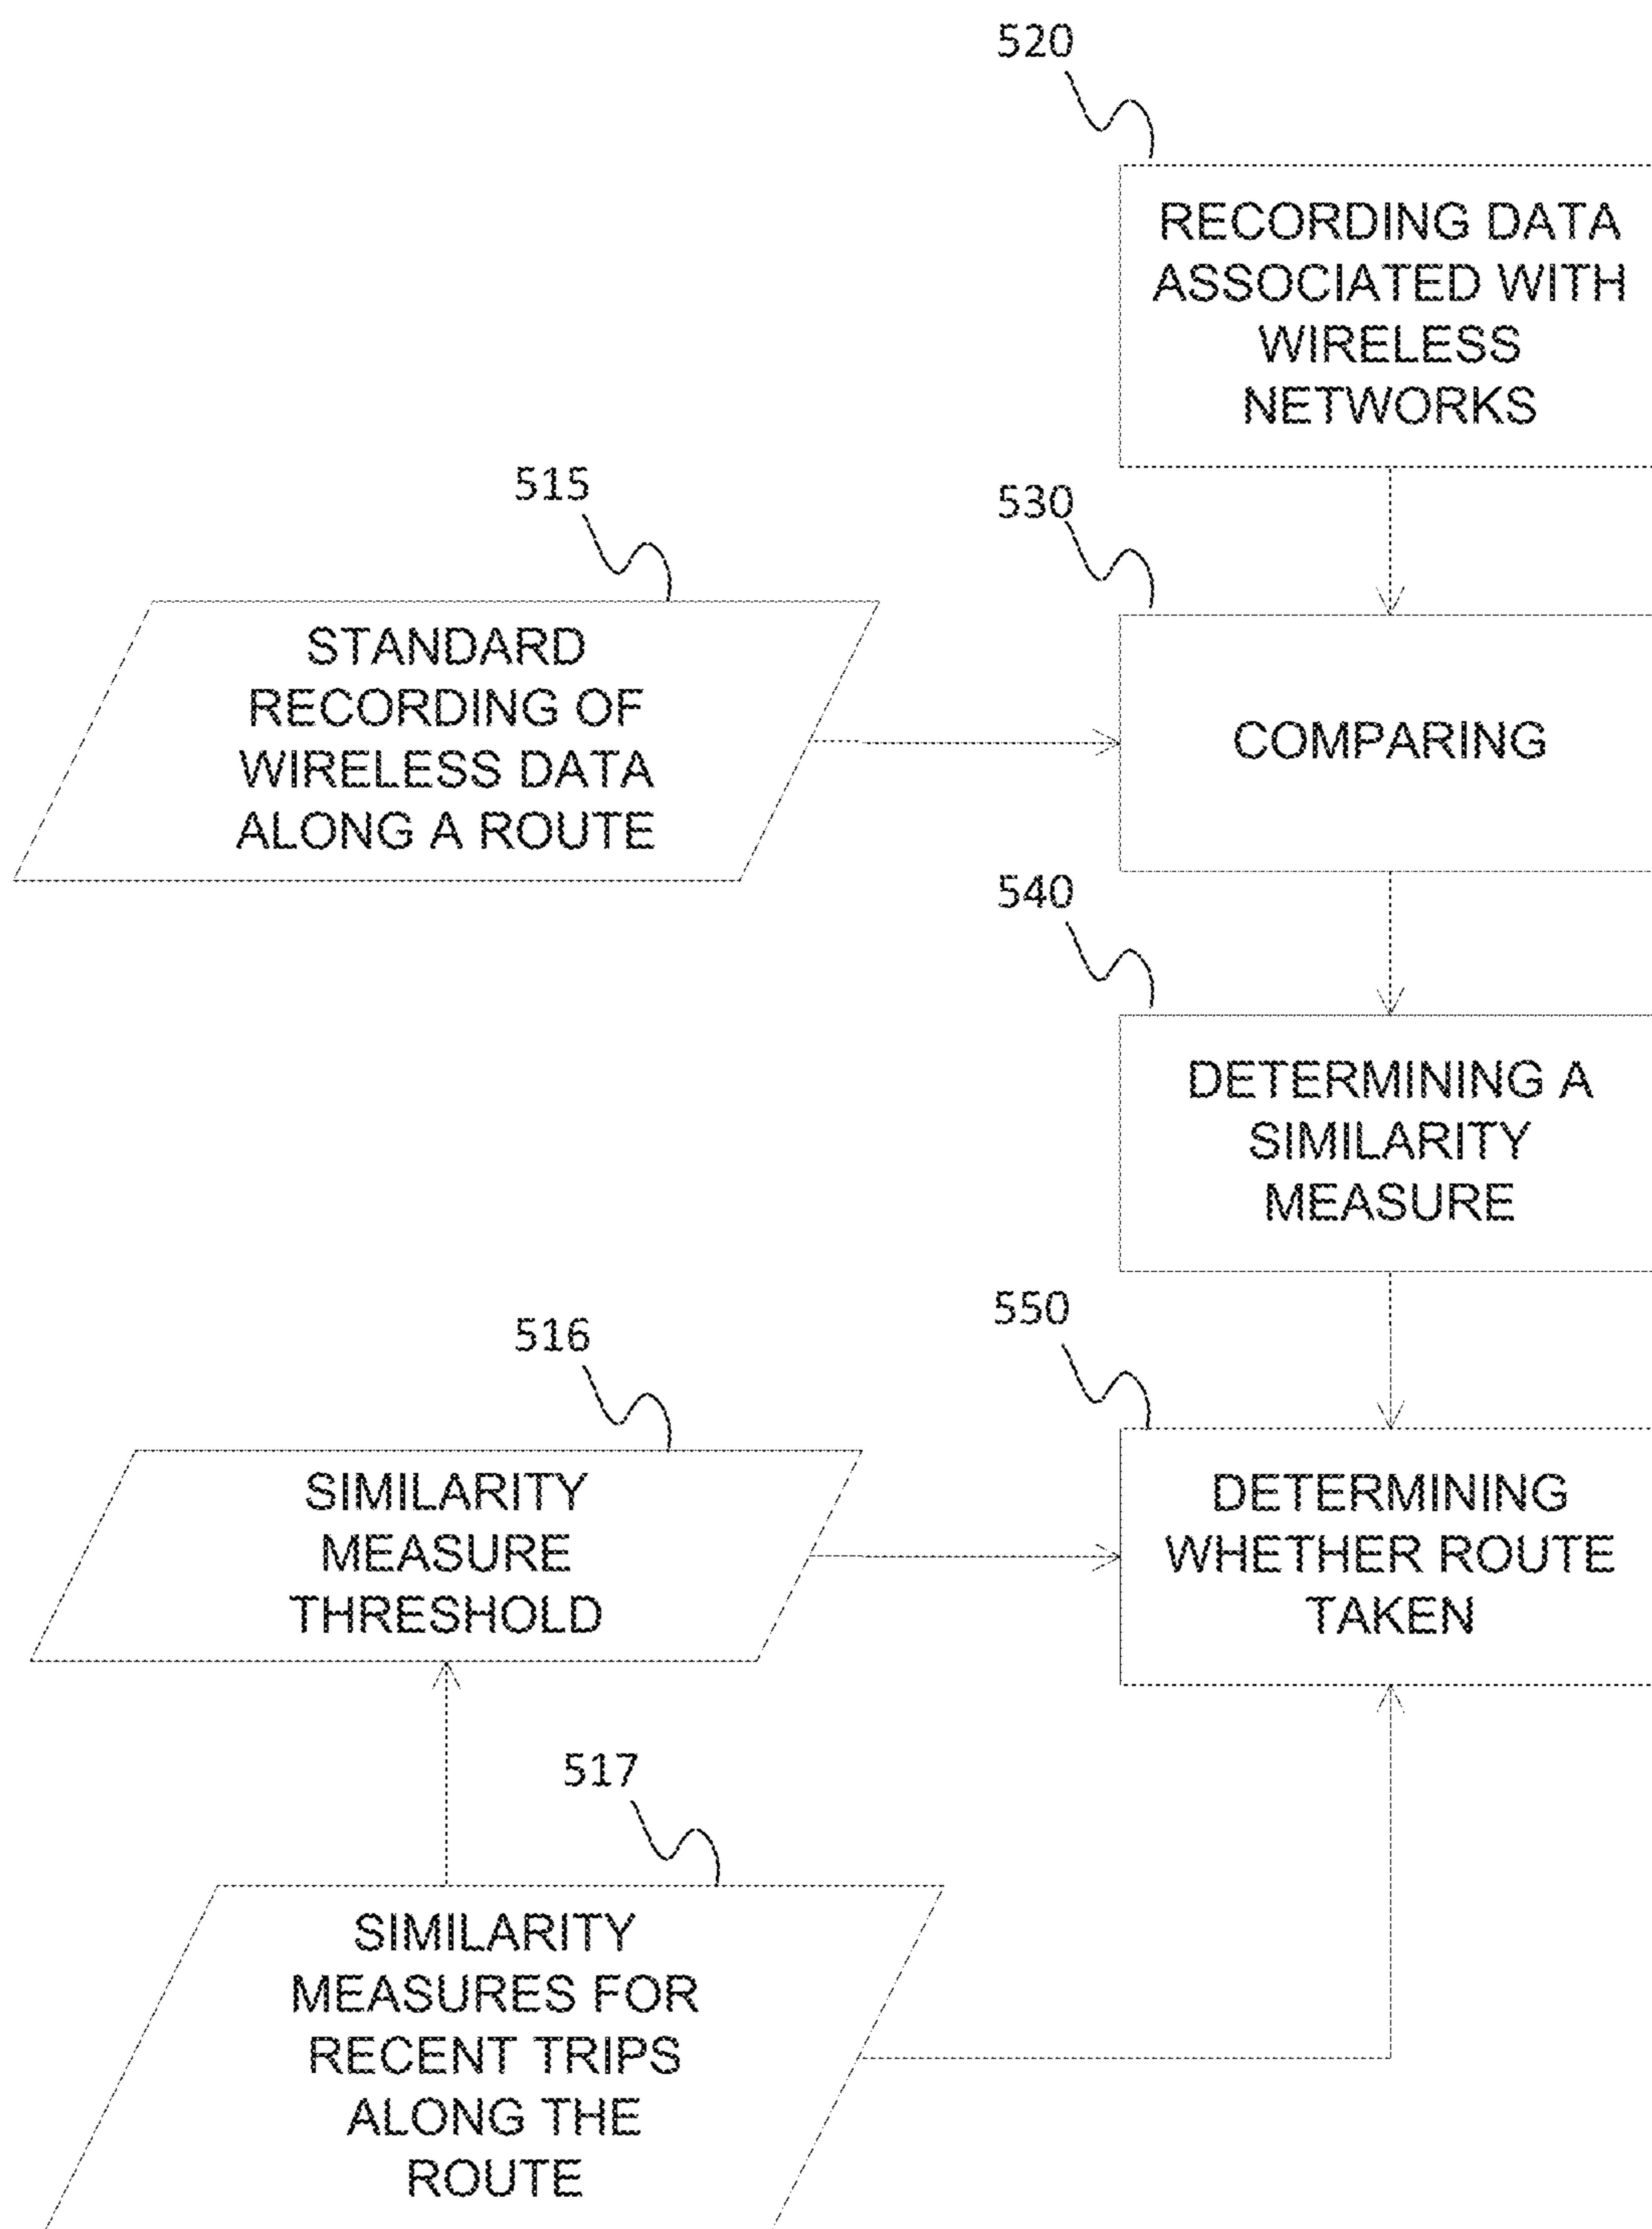 520
RECORDING DATA
ASSOCIATED WITH
WIRELESS
NETWORKS
515
530
STANDARD
RECORDING OF
WIRELESS DATA
ALONG A ROUTE
COMPARING
540
DETERMINING A
SIMILARITY
MEASURE
516
550
SIMILARITY
MEASURE
THRESHOLD
DETERMINING
WHETHER ROUTE
TAKEN
517
SIMILARITY
MEASURES FOR
RECENT TRIPS
ALONG THE
ROUTE